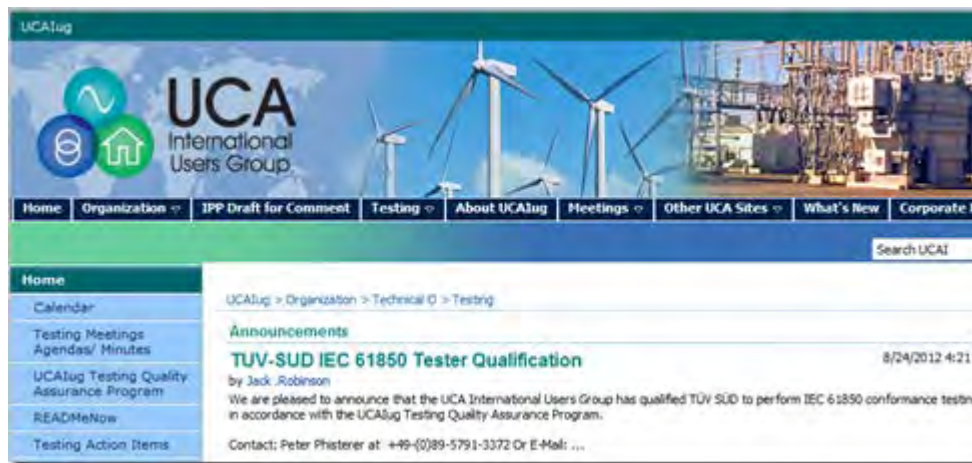 UCAIug
UCA
International
Users Group
Home Organization IPP Draft for Comment Testing About UCAIug Meetings Other UCA Sites What's New Corporate
Search UCAI
Home
Calendar
Testing Meetings
Agendas/ Minutes
UCAIug Testing Quality
Assurance Program
READMeNow
Testing Action Items
UCAIug > Organization > Technical O > Testing
Announcements
TUV-SUD IEC 61850 Tester Qualification
8/24/2012 4:21
by Jack .Robinson
We are pleased to announce that the UCA International Users Group has qualified TÜV SÜD to perform IEC 61850 conformance testin
in accordance with the UCAIug Testing Quality Assurance Program.
Contact: Peter Phisterer at +49-(0)89-5791-3372 Or E-Mail: ...